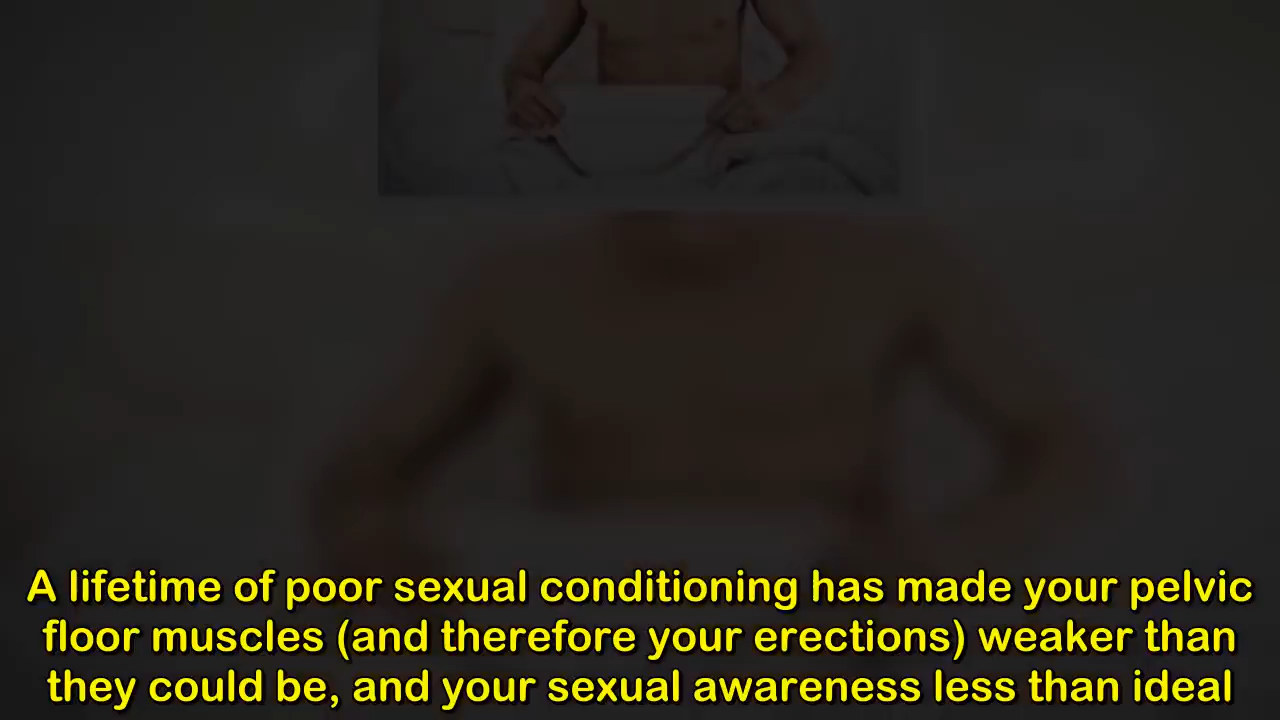 A lifetime of poor sexual conditioning has made your pelvic
floor muscles (and therefore your erections) weaker than
they could be, and your sexual awareness less than ideal